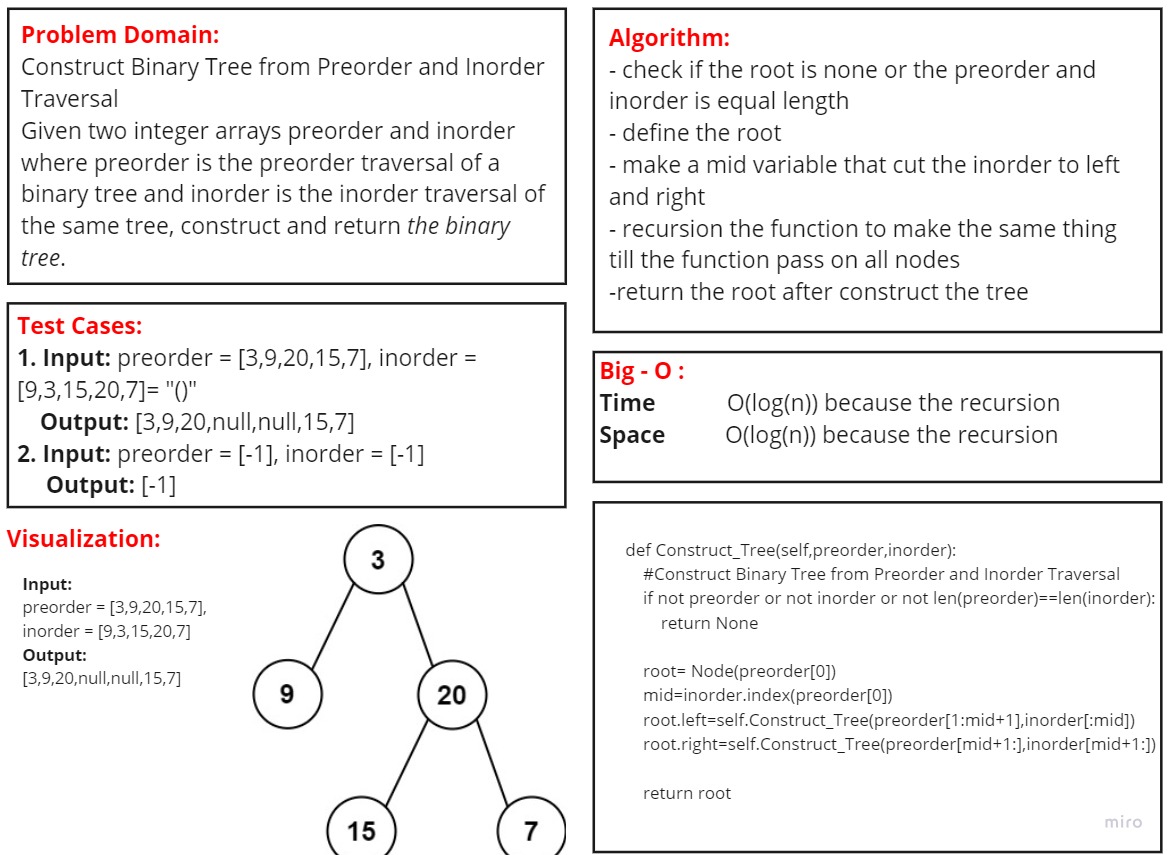 Problem Domain:
Construct Binary Tree from Preorder and Inorder
Traversal
Given two integer arrays preorder and inorder
where preorder is the preorder traversal of a
binary tree and inorder is the inorder traversal of
the same tree, construct and return the binary
tree.
Test Cases:
1. Input: preorder = [3,9,20,15,7], inorder =
[9,3,15,20,7]= "()"
Output: [3,9,20,null,null,15,7]
2. Input: preorder = [-1], inorder = [-1]
Output: [-1]
Visualization:
Input:
preorder = [3,9,20,15,7],
inorder = [9,3,15,20,7]
Output:
[3,9,20,null,null,15,7]
3
9
20
15
7
Algorithm:
- check if the root is none or the preorder and
inorder is equal length
- define the root
- make a mid variable that cut the inorder to left
and right
- recursion the function to make the same thing
till the function pass on all nodes
-return the root after construct the tree
Big - O :
Time O(log(n)) because the recursion
Space O(log(n)) because the recursion
def Construct_Tree(self,preorder,inorder):
#Construct Binary Tree from Preorder and Inorder Traversal
if not preorder or not inorder or not len(preorder)==len(inorder):
return None
root= Node(preorder[0])
mid=inorder.index(preorder[0])
root.left=self.Construct_Tree(preorder[1:mid+1],inorder[:mid])
root.right=self.Construct_Tree(preorder[mid+1:],inorder[mid+1:])
return root
miro